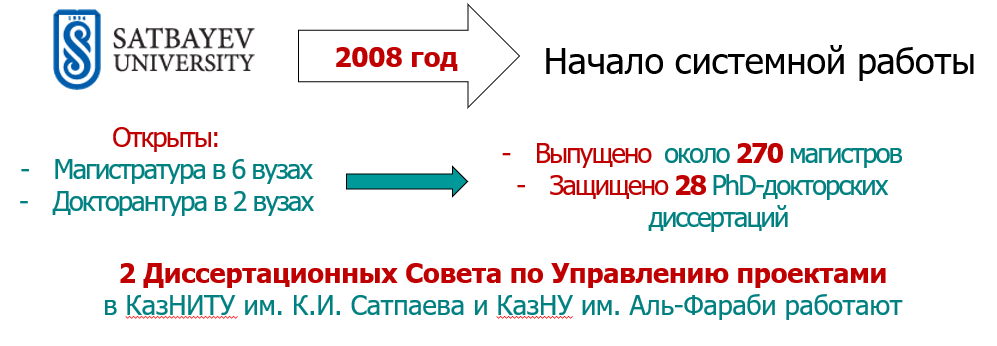 1934
SATBAYEV
UNIVERSITY
2008 год
Начало системной работы
Открыты:
- Магистратура в 6 вузах
- Докторантура в 2 вузах
- Выпущено около 270 магистров
- Защищено 28 PhD-докторских
диссертаций
2 Диссертационных Совета по Управлению проектами
в КазНИТУ им. К.И. Сатпаева и КазНУ им. Аль-Фараби работают